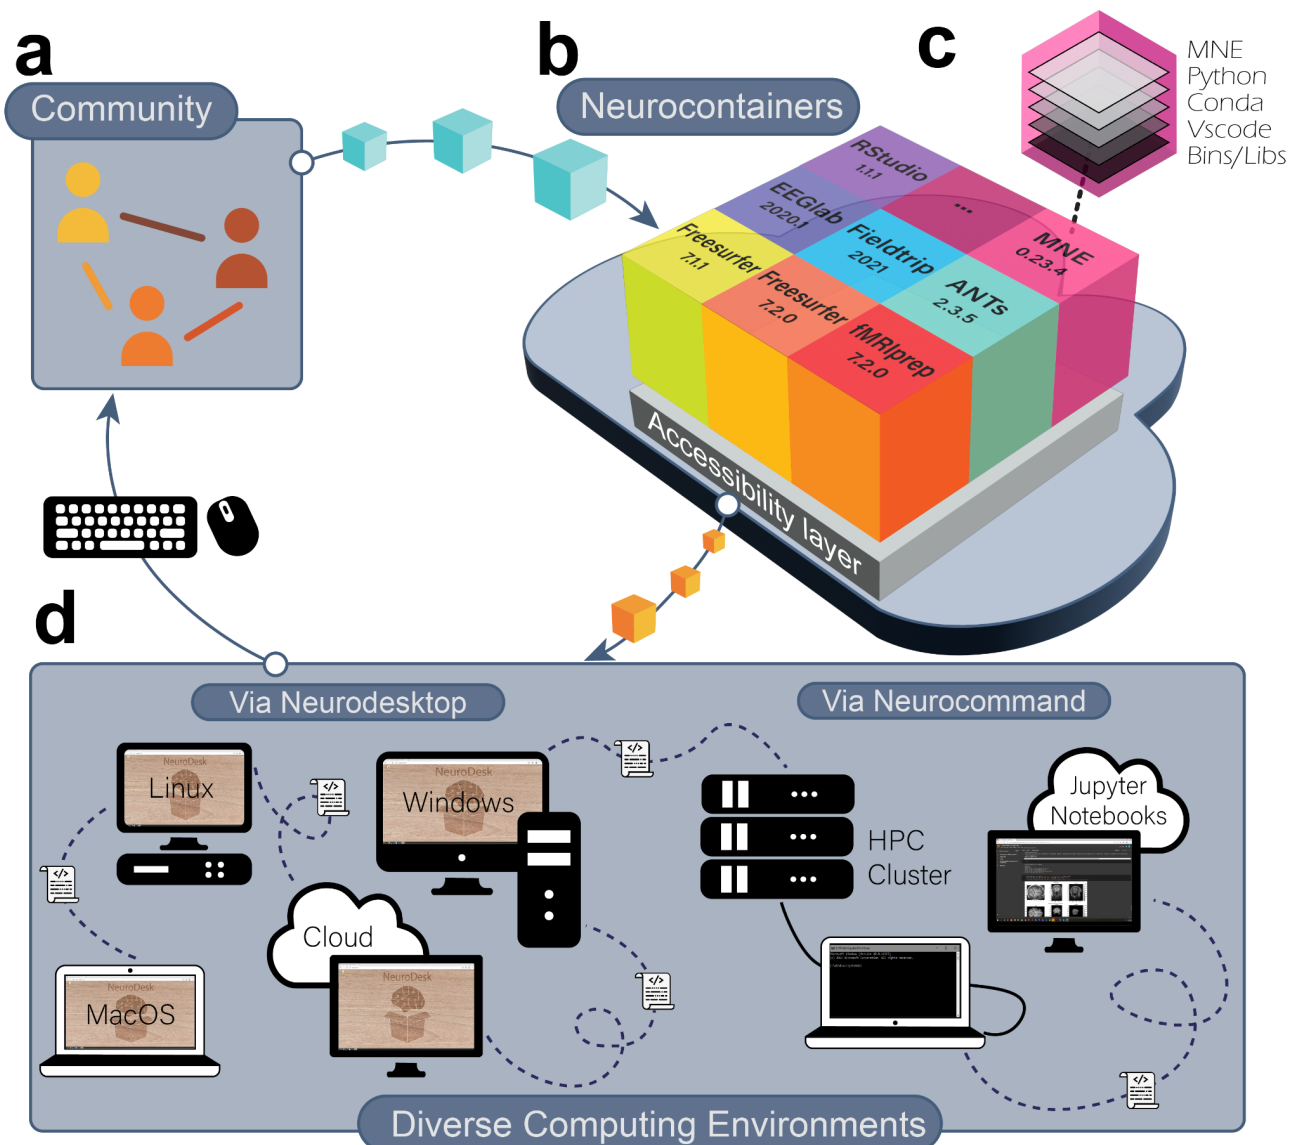 a
Community
b
Neurocontainers
c
MNE
Python
Conda
Vscode
Bins/Libs
RStudio
1.1.1
...
MNE
0.23.4
EEGlab
2020.1
Fieldtrip
2021
ANTs
2.3.5
Freesurfer
7.1.1
Freesurfer
7.2.0
fMRIprep
7.2.0
Accessibility layer
d
Via Neurodesktop
Via Neurocommand
NeuroDesk
Linux
</>
NeuroDesk
Windows
</>
HPC
Cluster
Jupyter
Notebooks
</>
Cloud
NeuroDesk
MacOS
NeuroDesk
</>
</>
Diverse Computing Environments